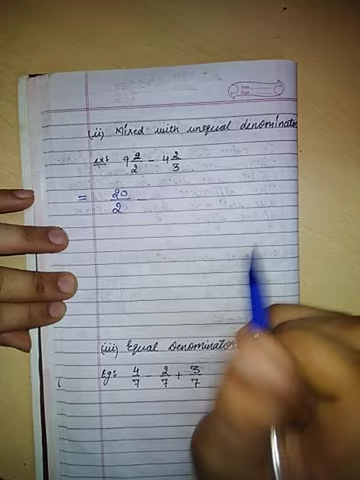 (ii) Mixed with unequal denominators
ex: 9 2/2 - 4 2/3
= 20/2 -
(iii) Equal Denominator
Eg: 4/7 - 2/7 + 3/7